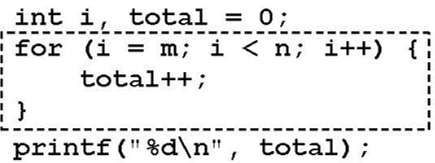 int i, total = 0;
for (i = m; i < n; i++) {
    total++;
}
printf("%d\n", total);